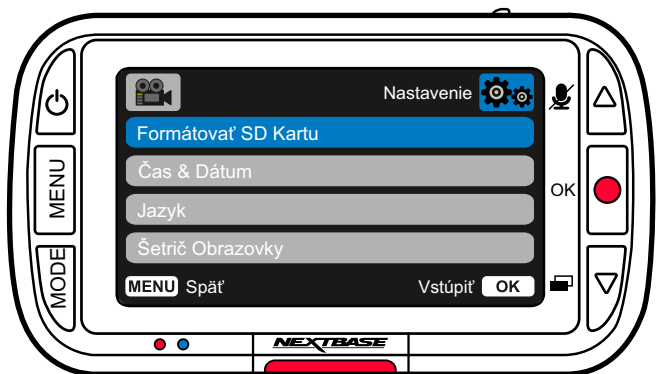 Nastavenie
Formátovať SD Kartu
Čas & Dátum
Jazyk
Šetrič Obrazovky
MENU Späť
Vstúpiť OK
MENU
MODE
OK
NEXTBASE